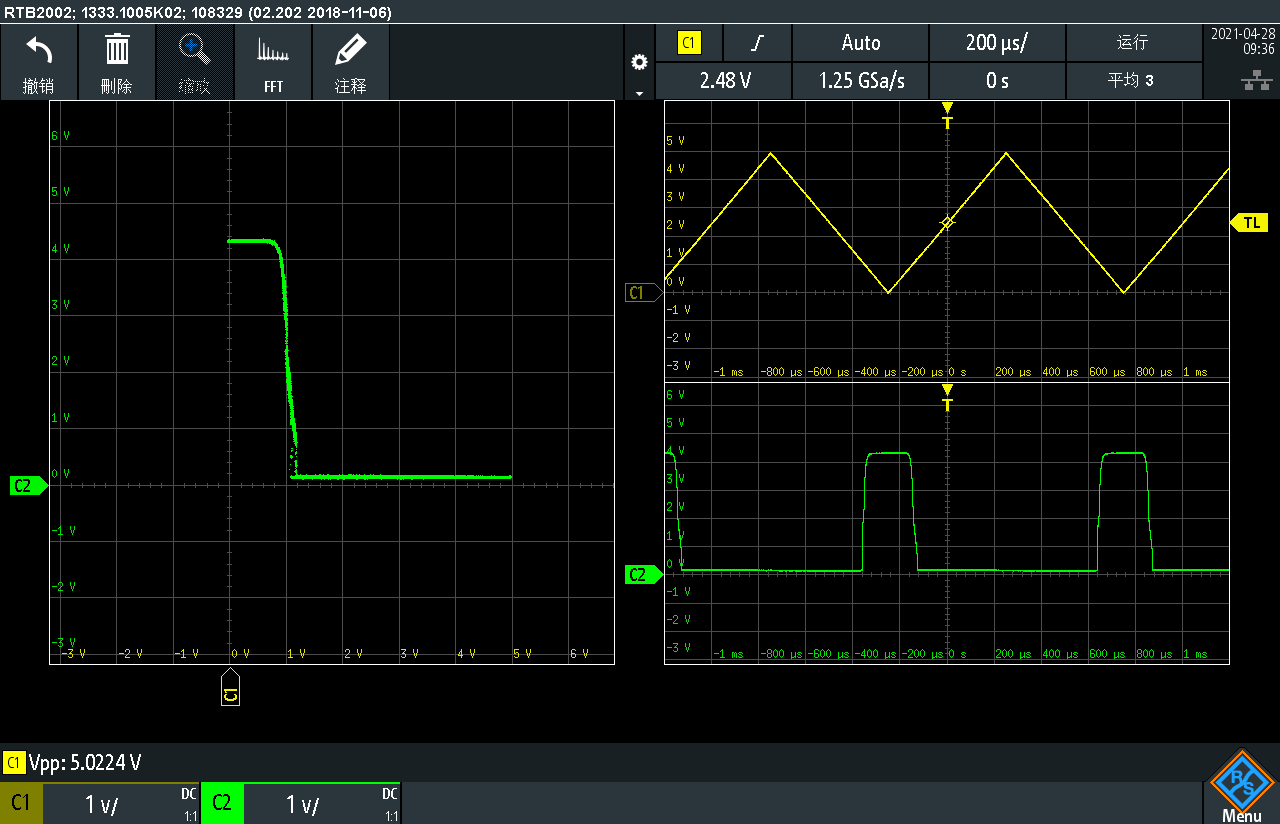 RTB2002; 1333.1005K02; 108329 (02.202 2018-11-06)
撤销 删除 缩放 FFT 注释
C1 Auto 200 µs/ 运行
2.48 V 1.25 GSa/s 0 s 平均 3
2021-04-28
09:36
6 V
5 V
4 V
3 V
2 V
1 V
0 V
C2
-1 V
-2 V
-3 V
-3 V -2 V -1 V 0 V 1 V 2 V 3 V 4 V 5 V 6 V
C1
T
5 V
4 V
3 V
2 V
TL
1 V
0 V
C1
-1 V
-2 V
-3 V
-1 ms -800 µs -600 µs -400 µs -200 µs 0 s 200 µs 400 µs 600 µs 800 µs 1 ms
T
6 V
5 V
4 V
3 V
2 V
1 V
0 V
C2
-1 V
-2 V
-3 V
-1 ms -800 µs -600 µs -400 µs -200 µs 0 s 200 µs 400 µs 600 µs 800 µs 1 ms
C1 Vpp: 5.0224 V
C1 1 V/ DC 1:1 C2 1 V/ DC 1:1
R S
Menu